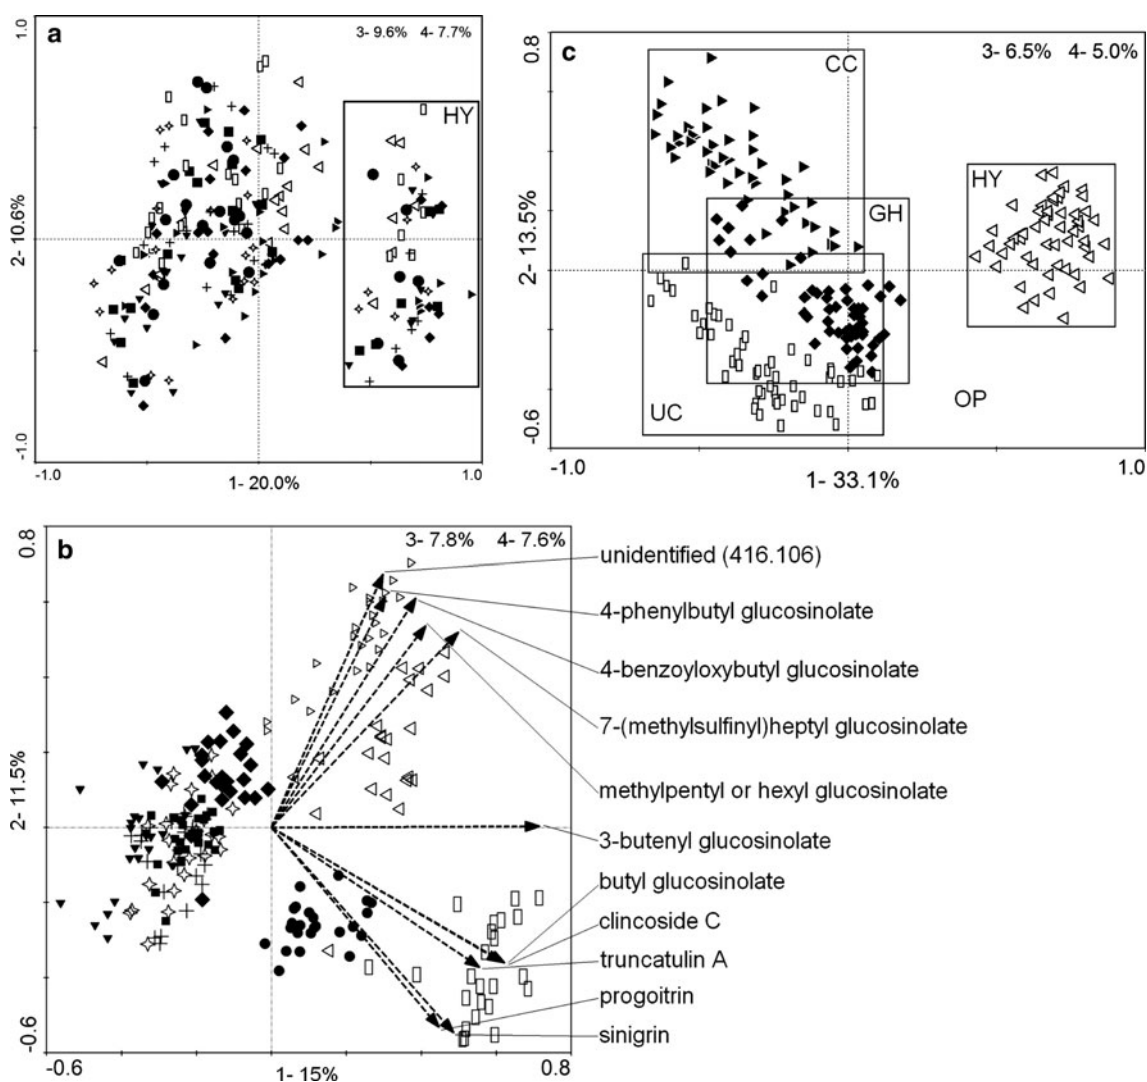 a
3- 9.6% 4- 7.7%
1.0
HY
2- 10.6%
-1.0
-1.0
1- 20.0%
1.0
c
3- 6.5% 4- 5.0%
0.8
CC
HY
GH
2- 13.5%
UC
OP
-0.6
-1.0
1- 33.1%
1.0
b
3- 7.8% 4- 7.6%
0.8
unidentified (416.106)
4-phenylbutyl glucosinolate
4-benzoyloxybutyl glucosinolate
7-(methylsulfinyl)heptyl glucosinolate
methylpentyl or hexyl glucosinolate
2- 11.5%
3-butenyl glucosinolate
butyl glucosinolate
clincoside C
truncatulin A
progoitrin
sinigrin
-0.6
-0.6
1- 15%
0.8